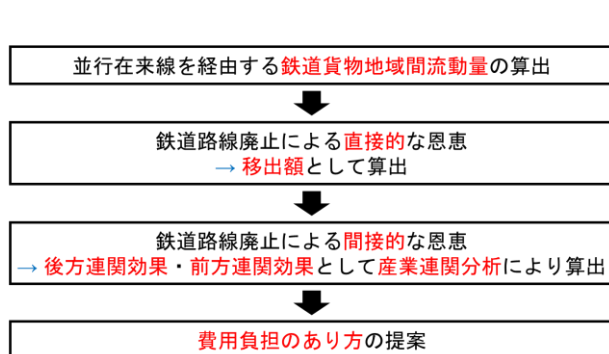 並行在来線を経由する鉄道貨物地域間流動量の算出
鉄道路線廃止による直接的な恩恵
→ 移出額として算出
鉄道路線廃止による間接的な恩恵
→ 後方連関効果・前方連関効果として産業連関分析により算出
費用負担のあり方の提案